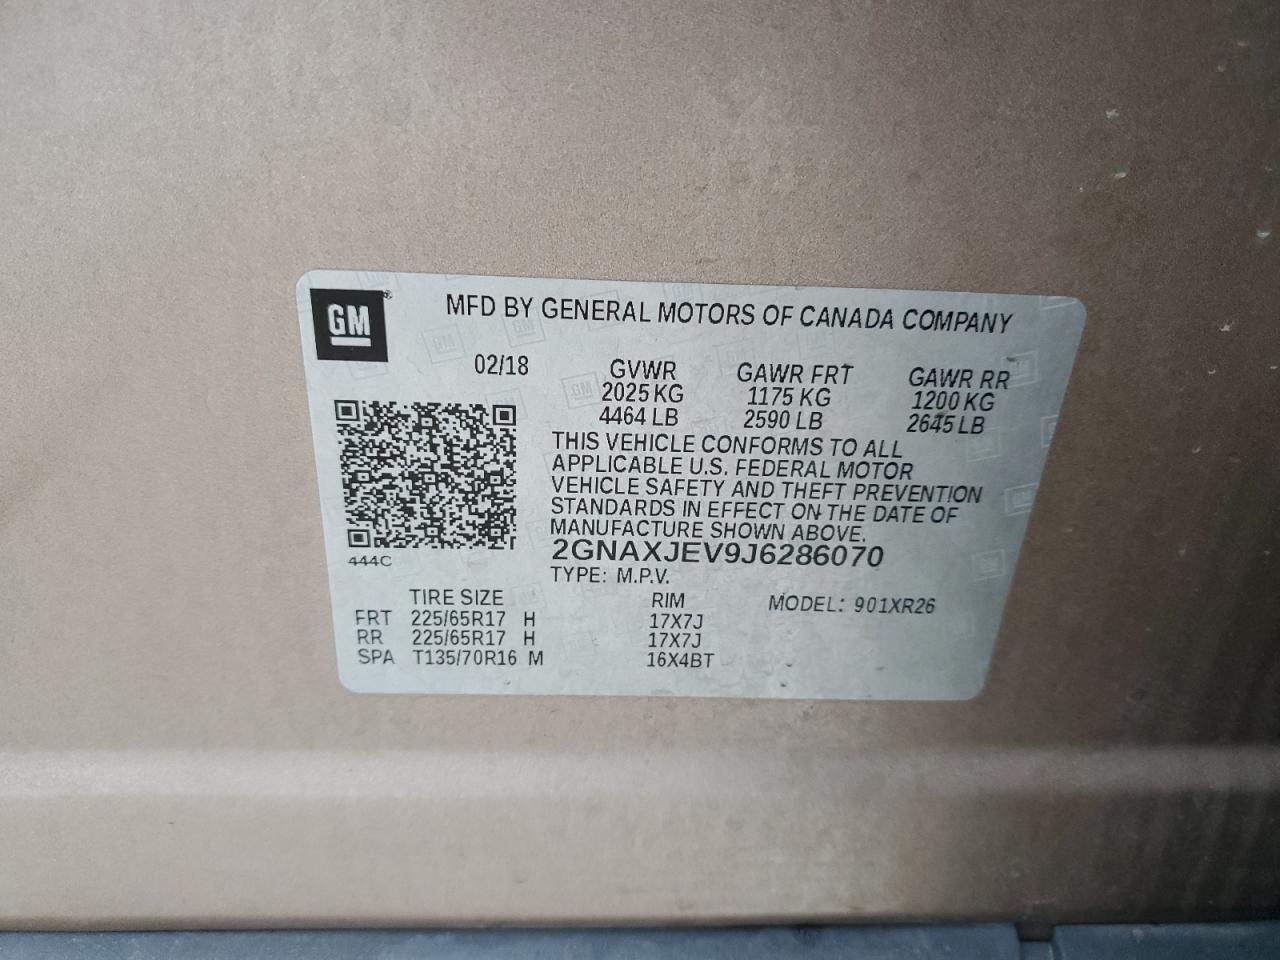 GM ®
MFD BY GENERAL MOTORS OF CANADA COMPANY
02/18 GVWR GAWR FRT GAWR RR
2025 KG 1175 KG 1200 KG
4464 LB 2590 LB 2645 LB
THIS VEHICLE CONFORMS TO ALL
APPLICABLE U.S. FEDERAL MOTOR
VEHICLE SAFETY AND THEFT PREVENTION
STANDARDS IN EFFECT ON THE DATE OF
MANUFACTURE SHOWN ABOVE.
2GNAXJEV9J6286070
444C
TYPE: M.P.V.
TIRE SIZE RIM MODEL: 901XR26
FRT 225/65R17 H 17X7J
RR 225/65R17 H 17X7J
SPA T135/70R16 M 16X4BT